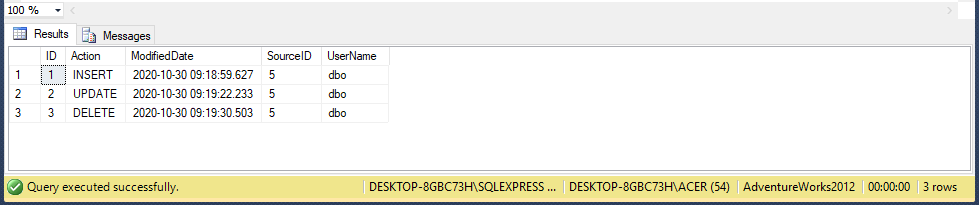 100 %
Results Messages
ID Action ModifiedDate SourceID UserName
1 1 INSERT 2020-10-30 09:18:59.627 5 dbo
2 2 UPDATE 2020-10-30 09:19:22.233 5 dbo
3 3 DELETE 2020-10-30 09:19:30.503 5 dbo
Query executed successfully. DESKTOP-8GBC73H\SQLEXPRESS ... DESKTOP-8GBC73H\ACER (54) AdventureWorks2012 00:00:00 3 rows